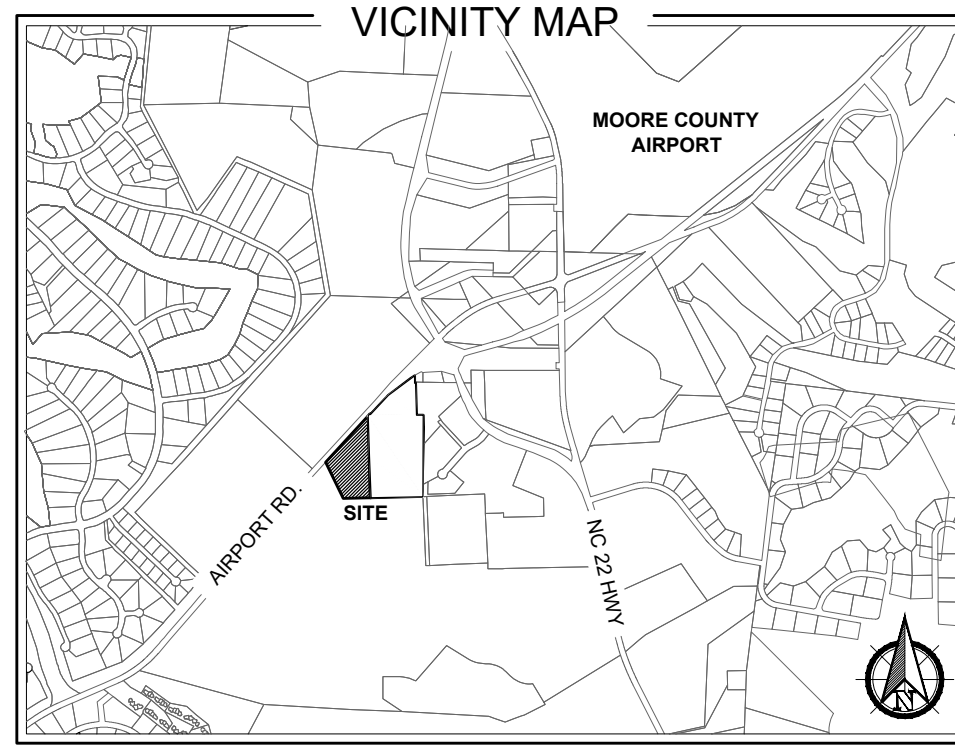 VICINITY MAP
MOORE COUNTY
AIRPORT
SITE
AIRPORT RD.
NC 22 HWY
N